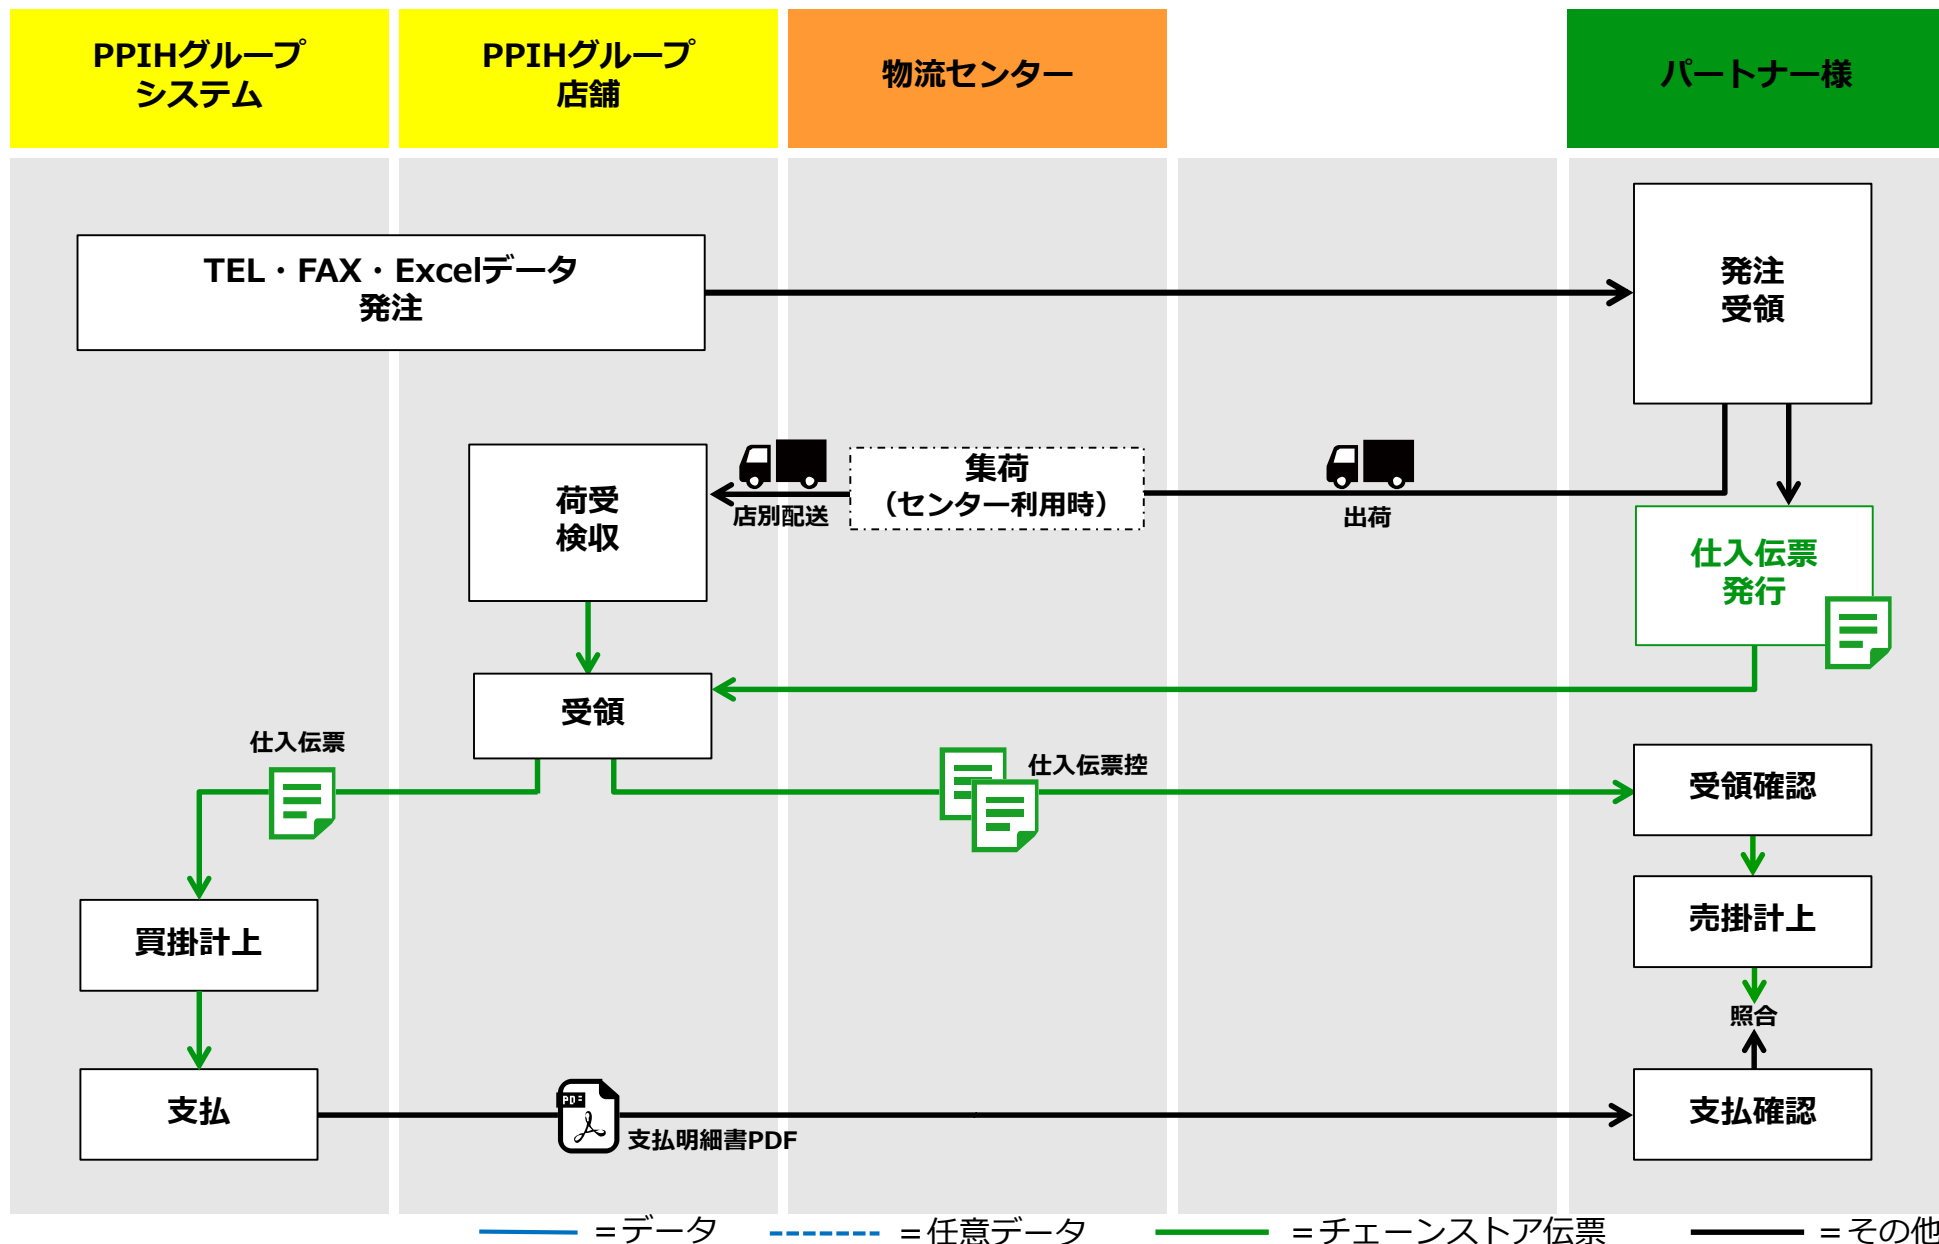 PPIHグループ
システム
PPIHグループ
店舗
物流センター
パートナー様
TEL・FAX・Excelデータ
発注
発注
受領
荷受
検収
店別配送
集荷
（センター利用時）
出荷
仕入伝票
発行
受領
仕入伝票
仕入伝票控
受領確認
買掛計上
売掛計上
照合
支払
PDF
支払明細書PDF
支払確認
＝データ
＝任意データ
＝チェーンストア伝票
＝その他